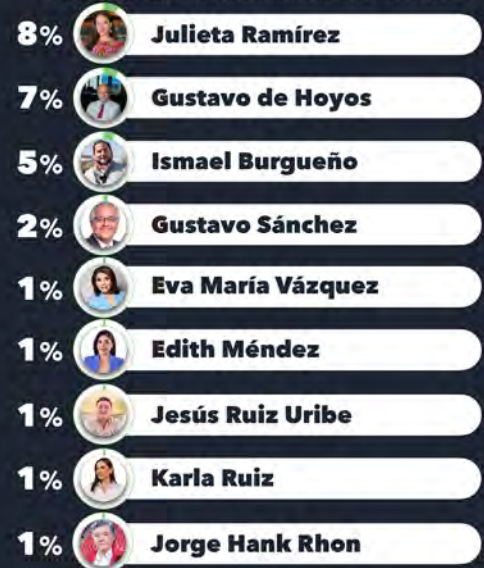 8% Julieta Ramírez
7% Gustavo de Hoyos
5% Ismael Burgueño
2% Gustavo Sánchez
1% Eva María Vázquez
1% Edith Méndez
1% Jesús Ruiz Uribe
1% Karla Ruiz
1% Jorge Hank Rhon